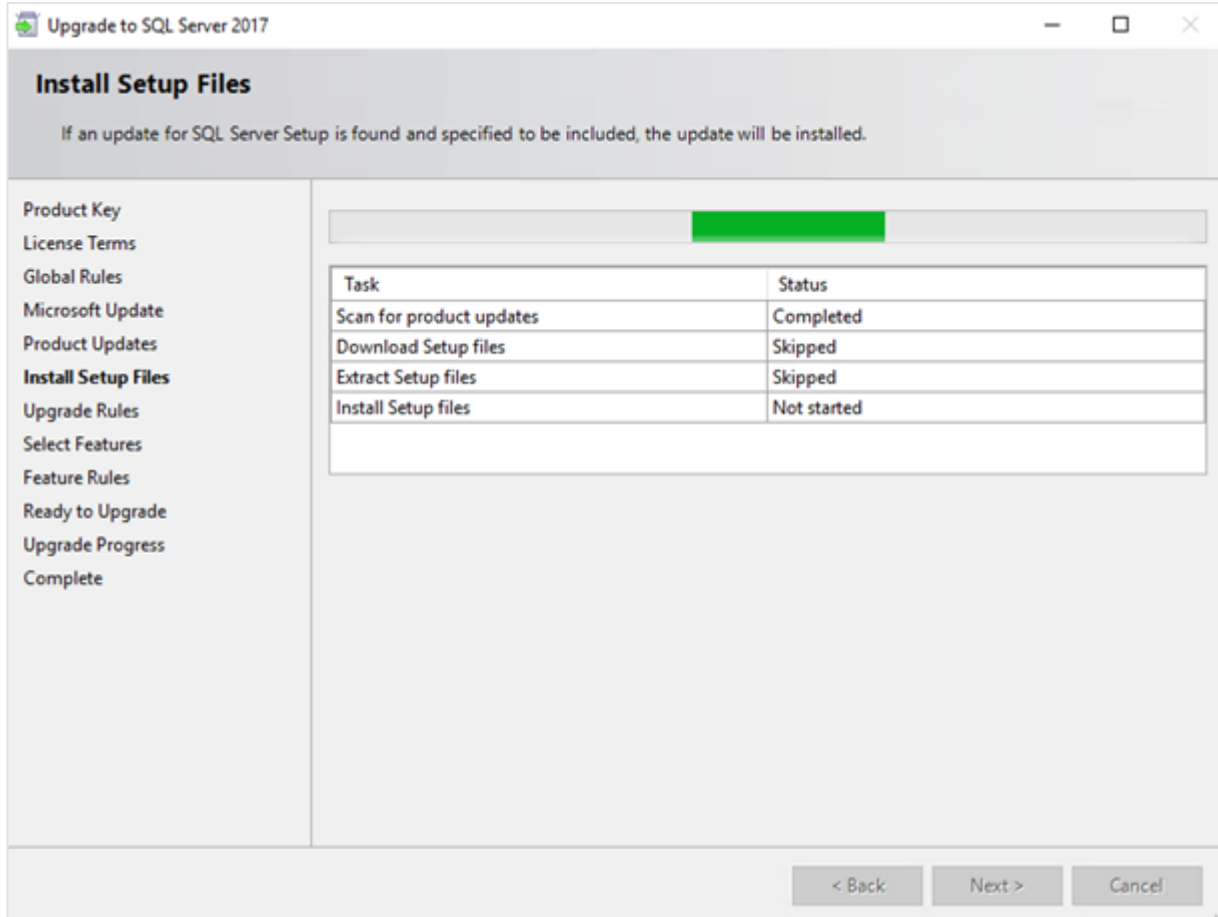 Upgrade to SQL Server 2017
Install Setup Files
If an update for SQL Server Setup is found and specified to be included, the update will be installed.
Product Key
License Terms
Global Rules
Microsoft Update
Product Updates
Install Setup Files
Upgrade Rules
Select Features
Feature Rules
Ready to Upgrade
Upgrade Progress
Complete
Task Status
Scan for product updates Completed
Download Setup files Skipped
Extract Setup files Skipped
Install Setup files Not started
< Back Next > Cancel